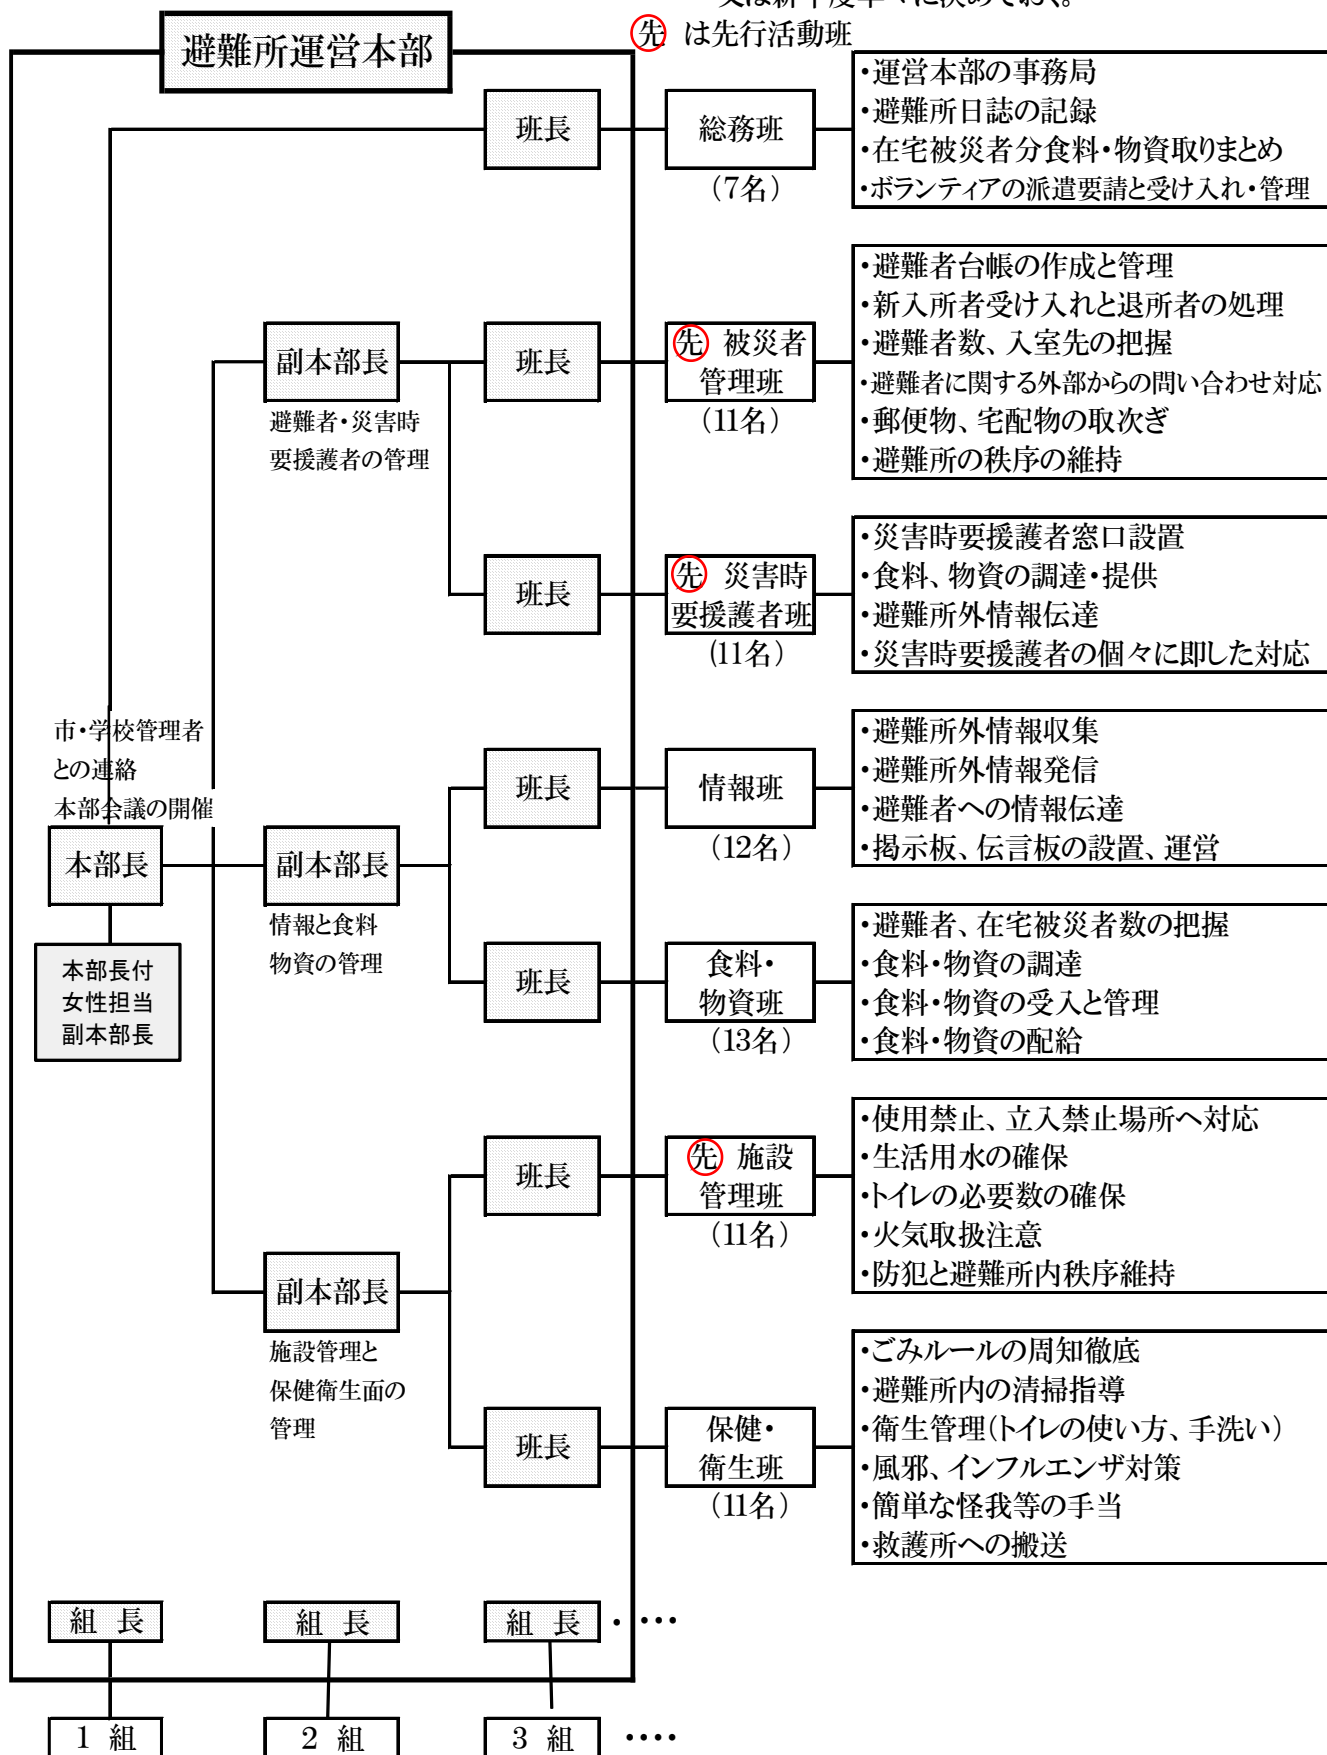 又は新年度早々に決めておく。
先 は先行活動班
避難所運営本部
班長
総務班
(7名)
・運営本部の事務局
・避難所日誌の記録
・在宅被災者分食料・物資取りまとめ
・ボランティアの派遣要請と受け入れ・管理
副本部長
避難者・災害時
要援護者の管理
班長
先 被災者
管理班
(11名)
・避難者台帳の作成と管理
・新入所者受け入れと退所者の処理
・避難者数、入室先の把握
・避難者に関する外部からの問い合わせ対応
・郵便物、宅配物の取次ぎ
・避難所の秩序の維持
班長
先 災害時
要援護者班
(11名)
・災害時要援護者窓口設置
・食料、物資の調達・提供
・避難所外情報伝達
・災害時要援護者の個々に即した対応
市・学校管理者
との連絡
本部会議の開催
本部長
本部長付
女性担当
副本部長
副本部長
情報と食料
物資の管理
班長
情報班
(12名)
・避難所外情報収集
・避難所外情報発信
・避難者への情報伝達
・掲示板、伝言板の設置、運営
班長
食料・
物資班
(13名)
・避難者、在宅被災者数の把握
・食料・物資の調達
・食料・物資の受入と管理
・食料・物資の配給
副本部長
施設管理と
保健衛生面の
管理
班長
先 施設
管理班
(11名)
・使用禁止、立入禁止場所へ対応
・生活用水の確保
・トイレの必要数の確保
・火気取扱注意
・防犯と避難所内秩序維持
班長
保健・
衛生班
(11名)
・ごみルールの周知徹底
・避難所内の清掃指導
・衛生管理(トイレの使い方、手洗い)
・風邪、インフルエンザ対策
・簡単な怪我等の手当
・救護所への搬送
組 長
組 長
組 長 ・・・・
1 組
2 組
3 組 ・・・・